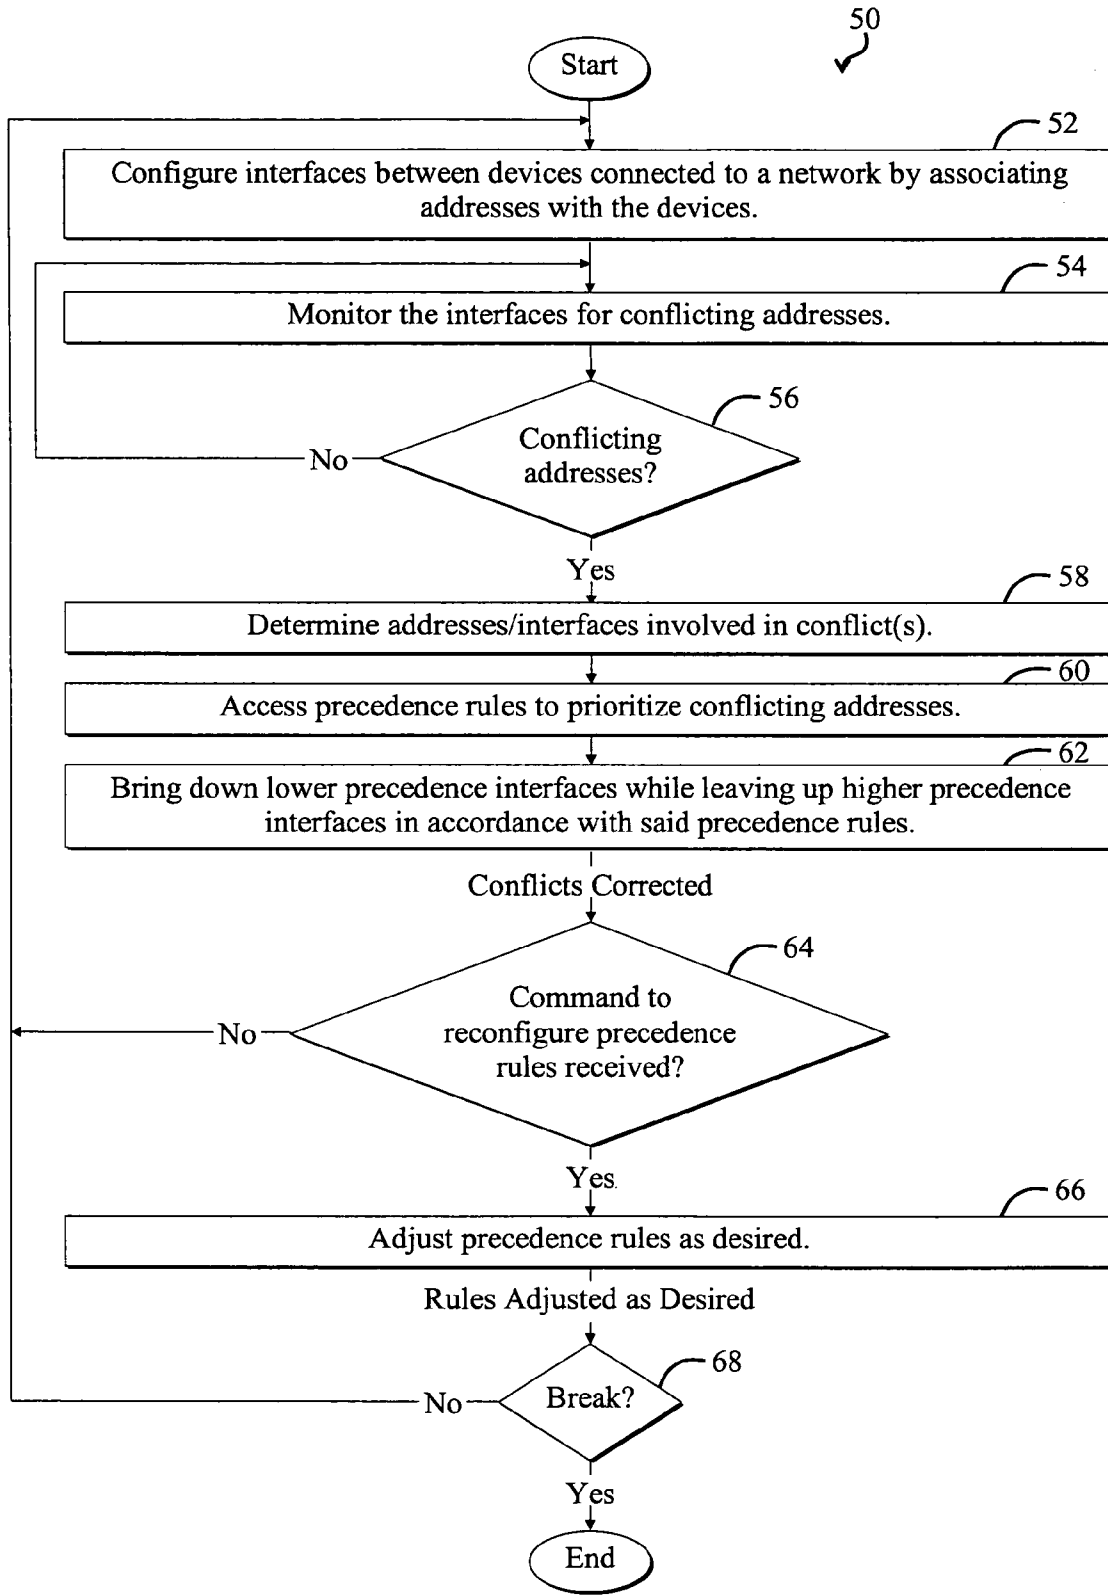 50
Start
52
Configure interfaces between devices connected to a network by associating
addresses with the devices.
54
Monitor the interfaces for conflicting addresses.
56
Conflicting
addresses?
No
Yes
58
Determine addresses/interfaces involved in conflict(s).
60
Access precedence rules to prioritize conflicting addresses.
62
Bring down lower precedence interfaces while leaving up higher precedence
interfaces in accordance with said precedence rules.
Conflicts Corrected
64
Command to
reconfigure precedence
rules received?
No
Yes
66
Adjust precedence rules as desired.
Rules Adjusted as Desired
68
Break?
No
Yes
End